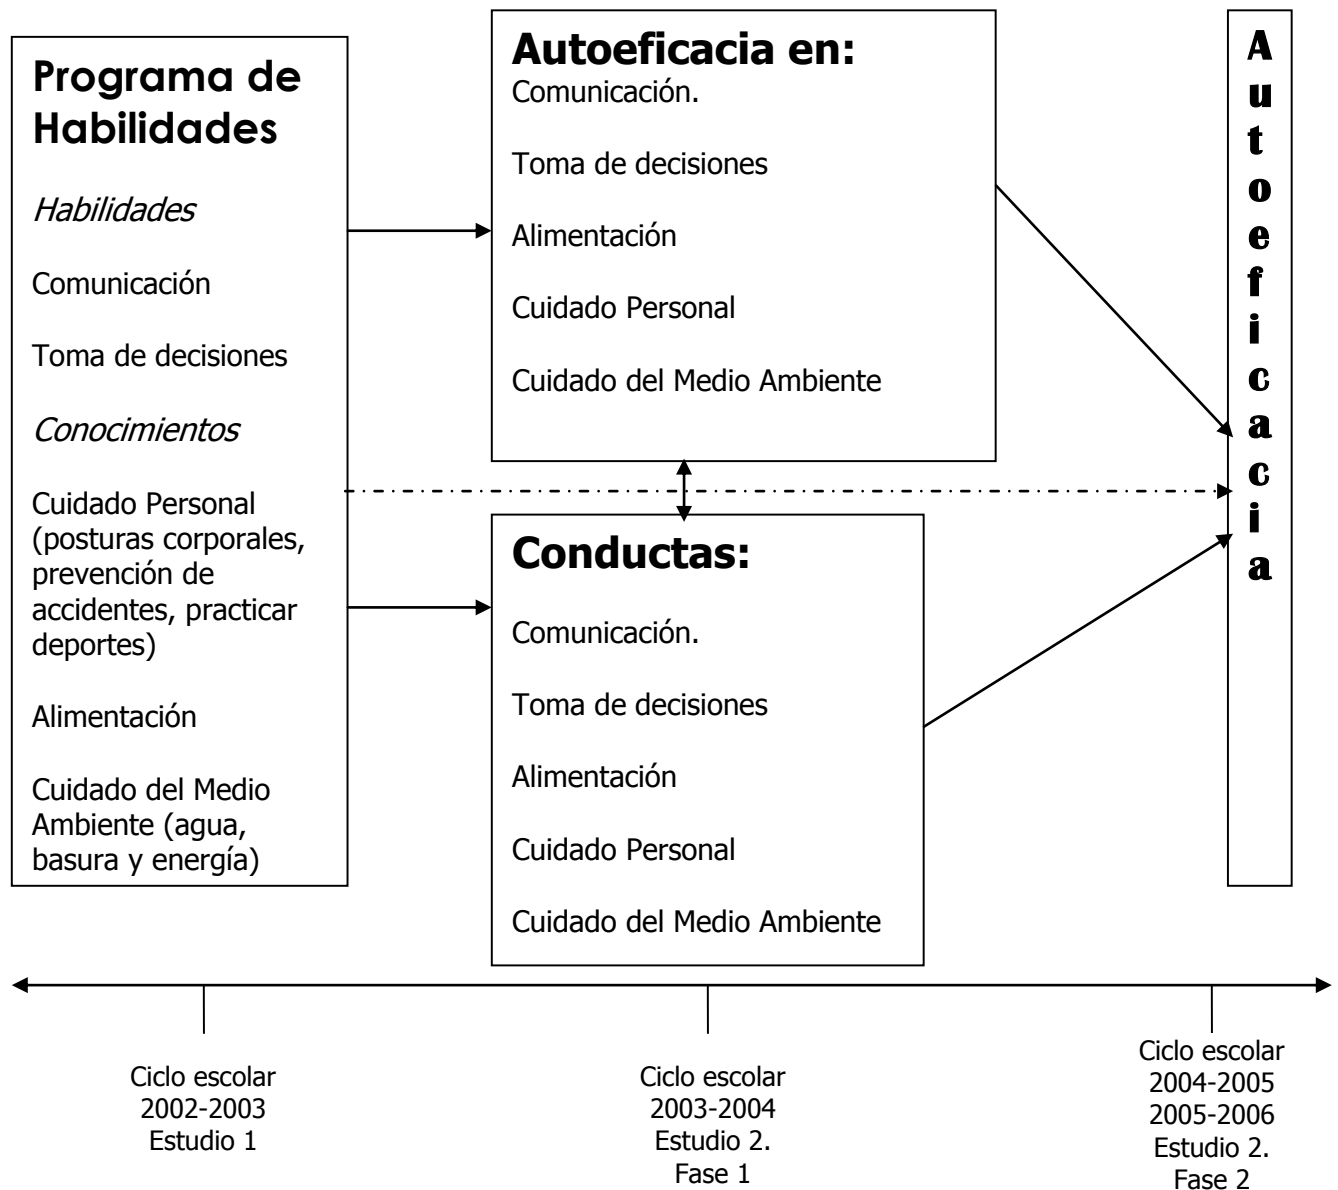 Programa de
Habilidades
Habilidades
Comunicación
Toma de decisiones
Conocimientos
Cuidado Personal
(posturas corporales,
prevención de
accidentes, practicar
deportes)
Alimentación
Cuidado del Medio
Ambiente (agua,
basura y energía)
Autoeficacia en:
Comunicación.
Toma de decisiones
Alimentación
Cuidado Personal
Cuidado del Medio Ambiente
Conductas:
Comunicación.
Toma de decisiones
Alimentación
Cuidado Personal
Cuidado del Medio Ambiente
A
u
t
o
e
f
i
c
a
c
i
a
Ciclo escolar
2002-2003
Estudio 1
Ciclo escolar
2003-2004
Estudio 2.
Fase 1
Ciclo escolar
2004-2005
2005-2006
Estudio 2.
Fase 2